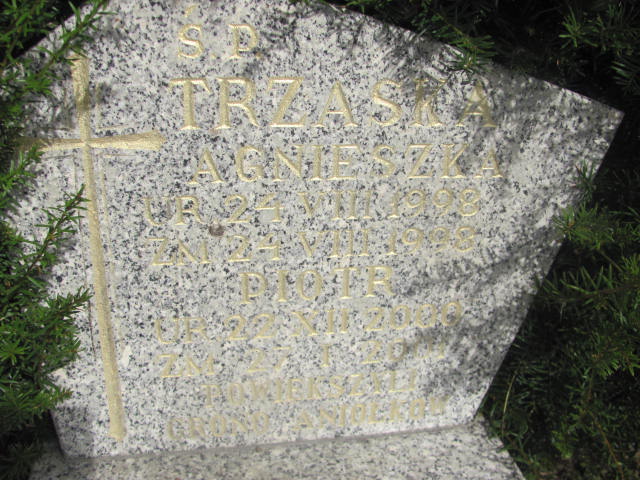 Ś P
TRZASKA
AGNIESZKA
UR 24 VIII 1998
ZM 24 VIII 1998
PIOTR
UR 22 XII 2000
ZM 27 I
POWIĘKSZYLI
GRONO ANIOŁKÓW